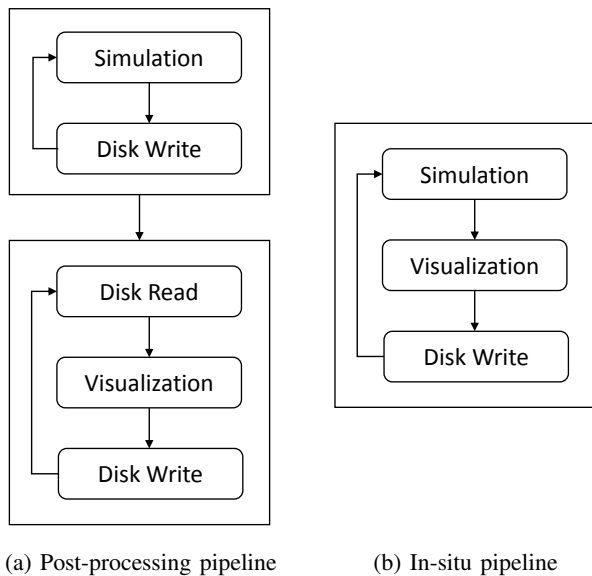 Simulation
Disk Write
Disk Read
Visualization
Disk Write
(a) Post-processing pipeline
Simulation
Visualization
Disk Write
(b) In-situ pipeline